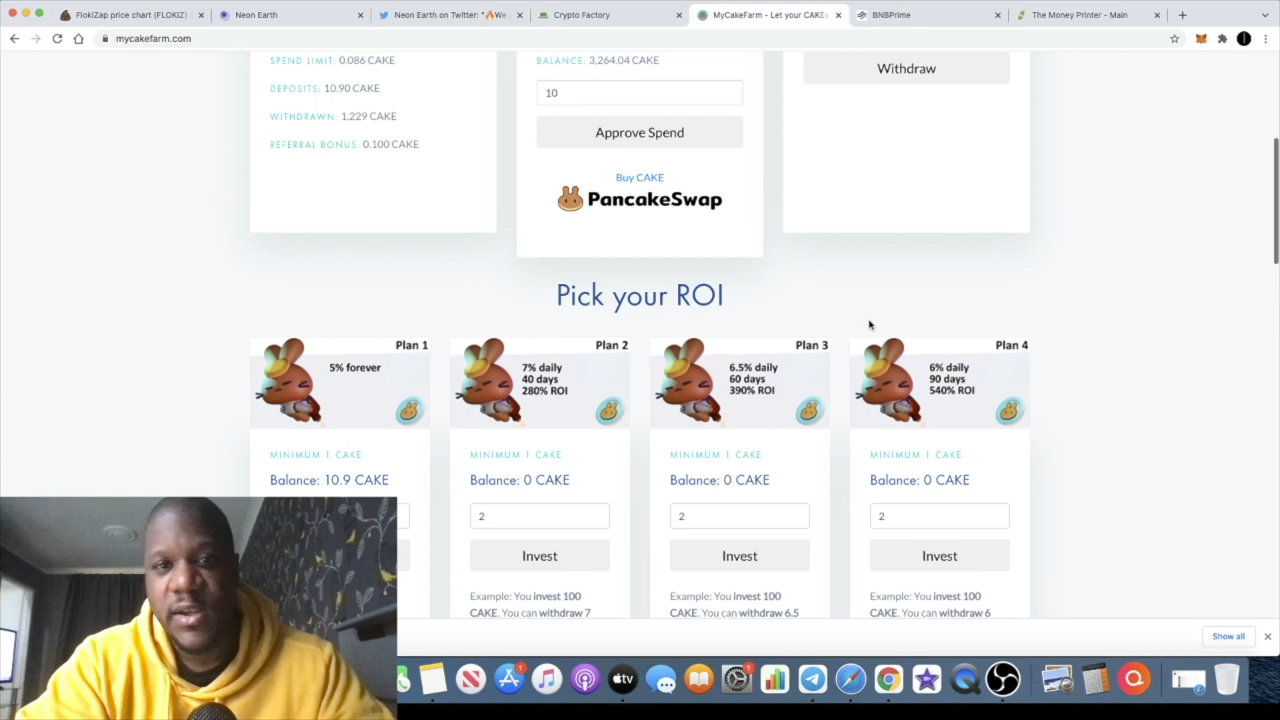 FlokiZap price chart (FLOKIZ)
Neon Earth
Neon Earth on Twitter: "🔥We
Crypto Factory
MyCakeFarm - Let your CAKEs
BNBPrime
The Money Printer - Main
mycakefarm.com
SPEND LIMIT: 0.086 CAKE
DEPOSITS: 10.90 CAKE
WITHDRAWN: 1.229 CAKE
REFERRAL BONUS: 0.100 CAKE
BALANCE: 3,264.04 CAKE
10
Approve Spend
Buy CAKE
PancakeSwap
Withdraw
Pick your ROI
Plan 1
5% forever
MINIMUM 1 CAKE
Balance: 10.9 CAKE
Plan 2
7% daily
40 days
280% ROI
MINIMUM 1 CAKE
Balance: 0 CAKE
2
Invest
Example: You invest 100
CAKE. You can withdraw 7
Plan 3
6.5% daily
60 days
390% ROI
MINIMUM 1 CAKE
Balance: 0 CAKE
2
Invest
Example: You invest 100
CAKE. You can withdraw 6.5
Plan 4
6% daily
90 days
540% ROI
MINIMUM 1 CAKE
Balance: 0 CAKE
2
Invest
Example: You invest 100
CAKE. You can withdraw 6
Show all
1
tv
1